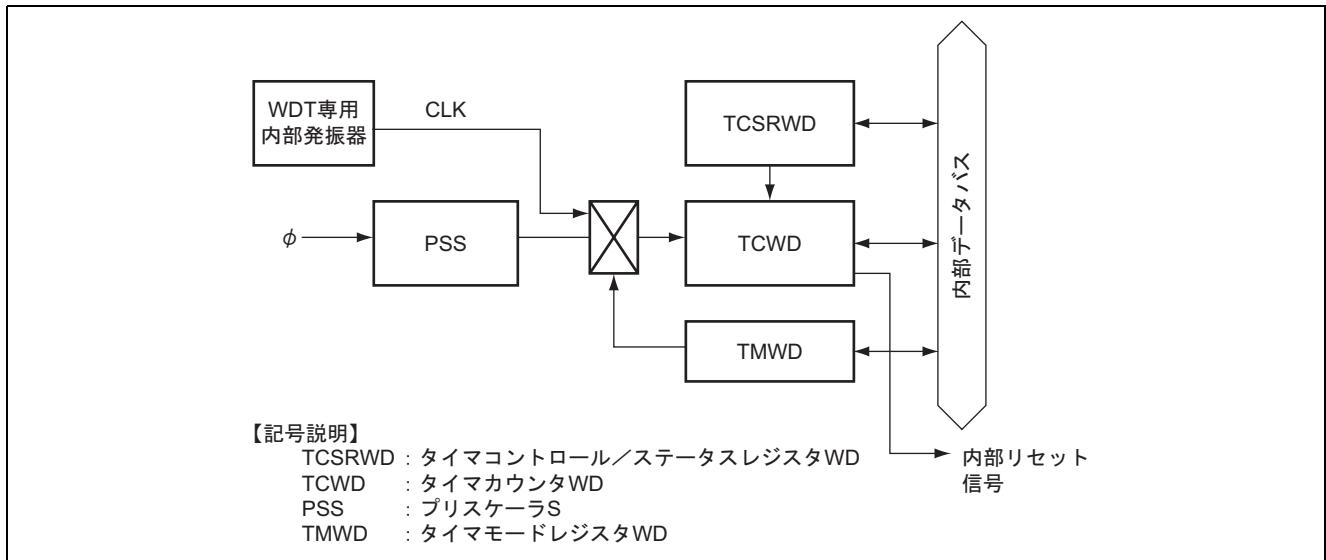 WDT専用
内部発振器
CLK
TCSRWD
φ
PSS
TCWD
TMWD
内部データバス
内部リセット
信号
【記号説明】
TCSRWD : タイマコントロール／ステータスレジスタWD
TCWD : タイマカウンタWD
PSS : プリスケーラS
TMWD : タイマモードレジスタWD